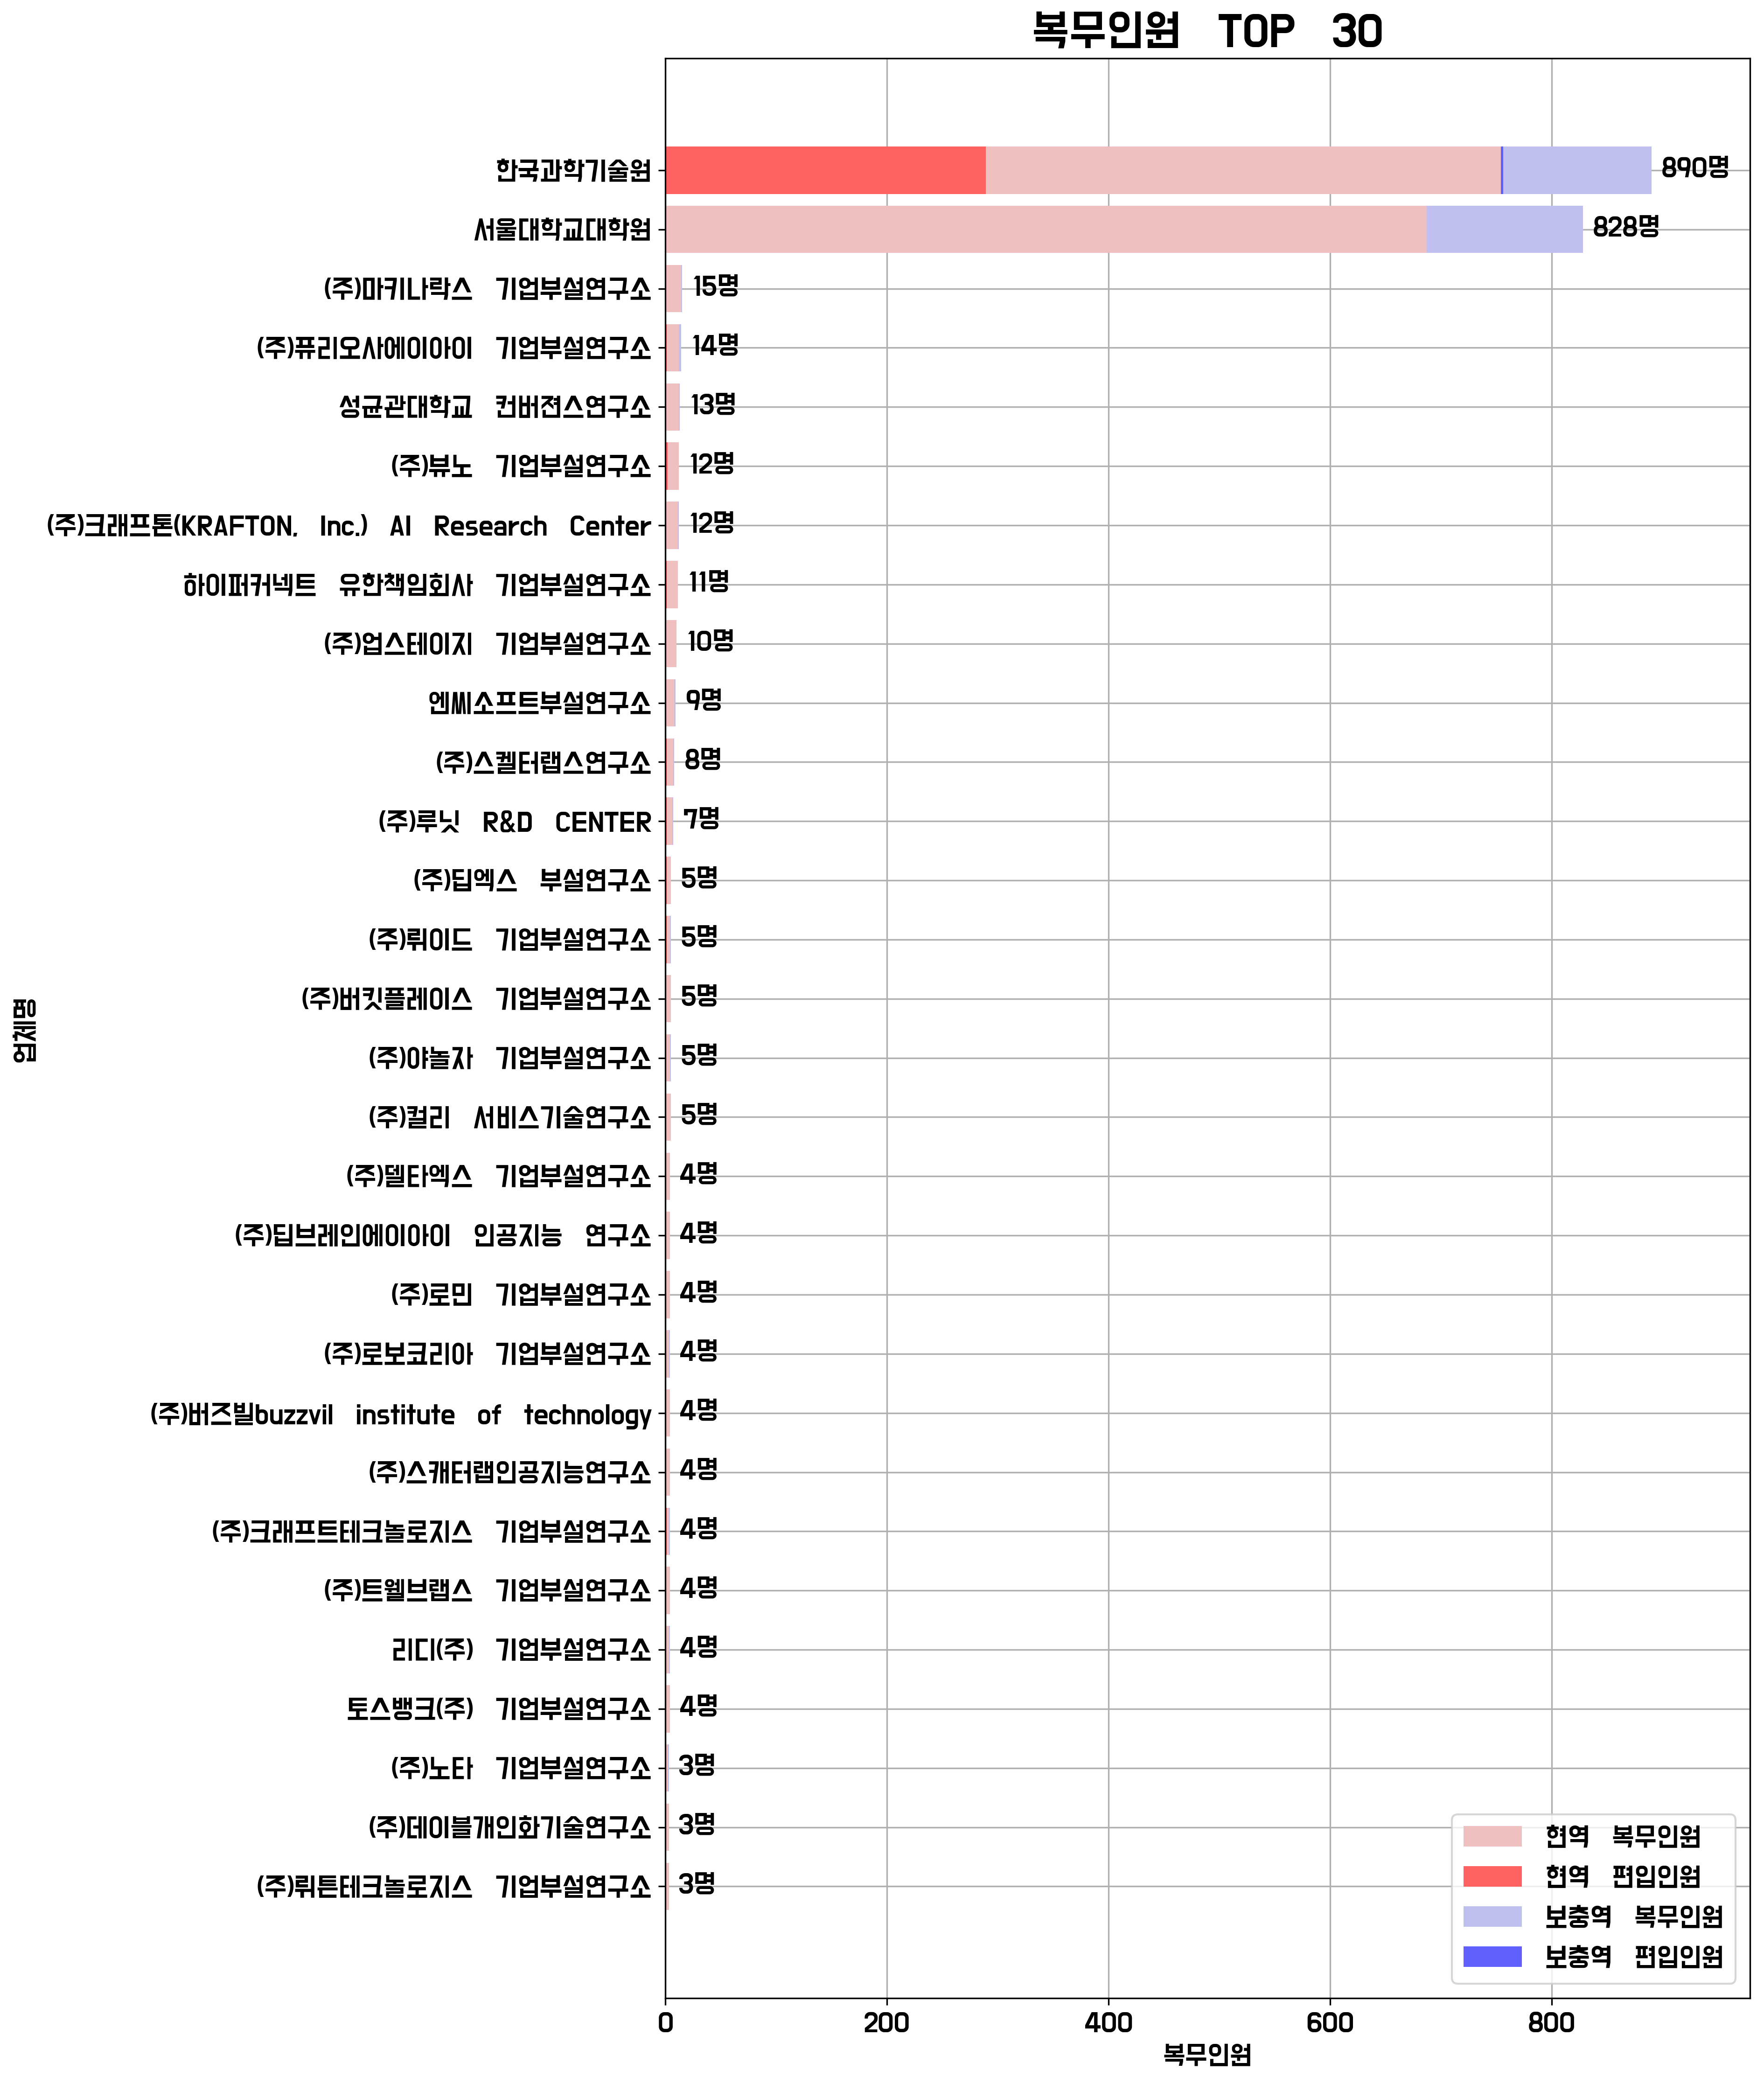 복무인원 TOP 30
한국과학기술원 890명
서울대학교대학원 828명
(주)마키나락스 기업부설연구소 15명
(주)퓨리오사에이아이 기업부설연구소 14명
성균관대학교 컨버젼스연구소 13명
(주)뷰노 기업부설연구소 12명
(주)크래프톤(KRAFTON, Inc.) AI Research Center 12명
하이퍼커넥트 유한책임회사 기업부설연구소 11명
(주)업스테이지 기업부설연구소 10명
엔씨소프트부설연구소 9명
(주)스켈터랩스연구소 8명
(주)루닛 R&D CENTER 7명
(주)딥엑스 부설연구소 5명
(주)뤼이드 기업부설연구소 5명
(주)버킷플레이스 기업부설연구소 5명
(주)야놀자 기업부설연구소 5명
(주)컬리 서비스기술연구소 5명
(주)델타엑스 기업부설연구소 4명
(주)딥브레인에이아이 인공지능 연구소 4명
(주)로민 기업부설연구소 4명
(주)로보코리아 기업부설연구소 4명
(주)버즈빌buzzvil institute of technology 4명
(주)스캐터랩인공지능연구소 4명
(주)크래프트테크놀로지스 기업부설연구소 4명
(주)트웰브랩스 기업부설연구소 4명
리디(주) 기업부설연구소 4명
토스뱅크(주) 기업부설연구소 4명
(주)노타 기업부설연구소 3명
(주)데이블개인화기술연구소 3명
(주)뤼튼테크놀로지스 기업부설연구소 3명
업체명
현역 복무인원
현역 편입인원
보충역 복무인원
보충역 편입인원
0 200 400 600 800
복무인원